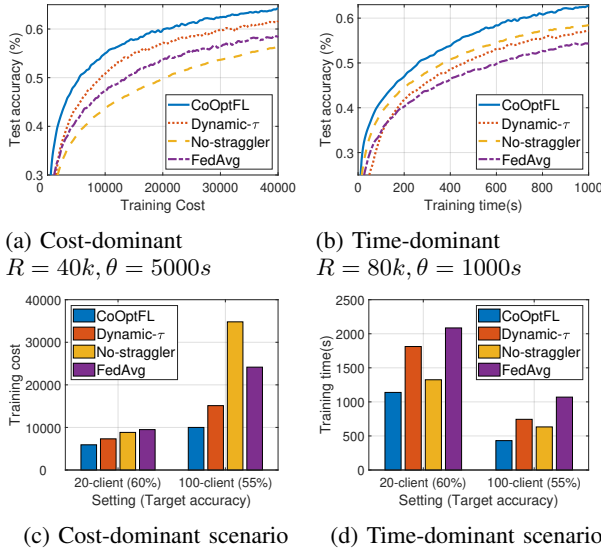 0.6
0.5
0.4
0.3
Test accuracy (%)
0 10000 20000 30000 40000
Training Cost
CoOptFL
Dynamic-τ
No-straggler
FedAvg
(a) Cost-dominant
R = 40k, θ = 5000s
0.6
0.5
0.4
0.3
Test accuracy (%)
0 200 400 600 800 1000
Training time(s)
CoOptFL
Dynamic-τ
No-straggler
FedAvg
(b) Time-dominant
R = 80k, θ = 1000s
40000
30000
20000
10000
0
Training cost
CoOptFL
Dynamic-τ
No-straggler
FedAvg
20-client (60%) 100-client (55%)
Setting (Target accuracy)
(c) Cost-dominant scenario
2500
2000
1500
1000
500
0
Training time(s)
CoOptFL
Dynamic-τ
No-straggler
FedAvg
20-client (60%) 100-client (55%)
Setting (Target accuracy)
(d) Time-dominant scenario